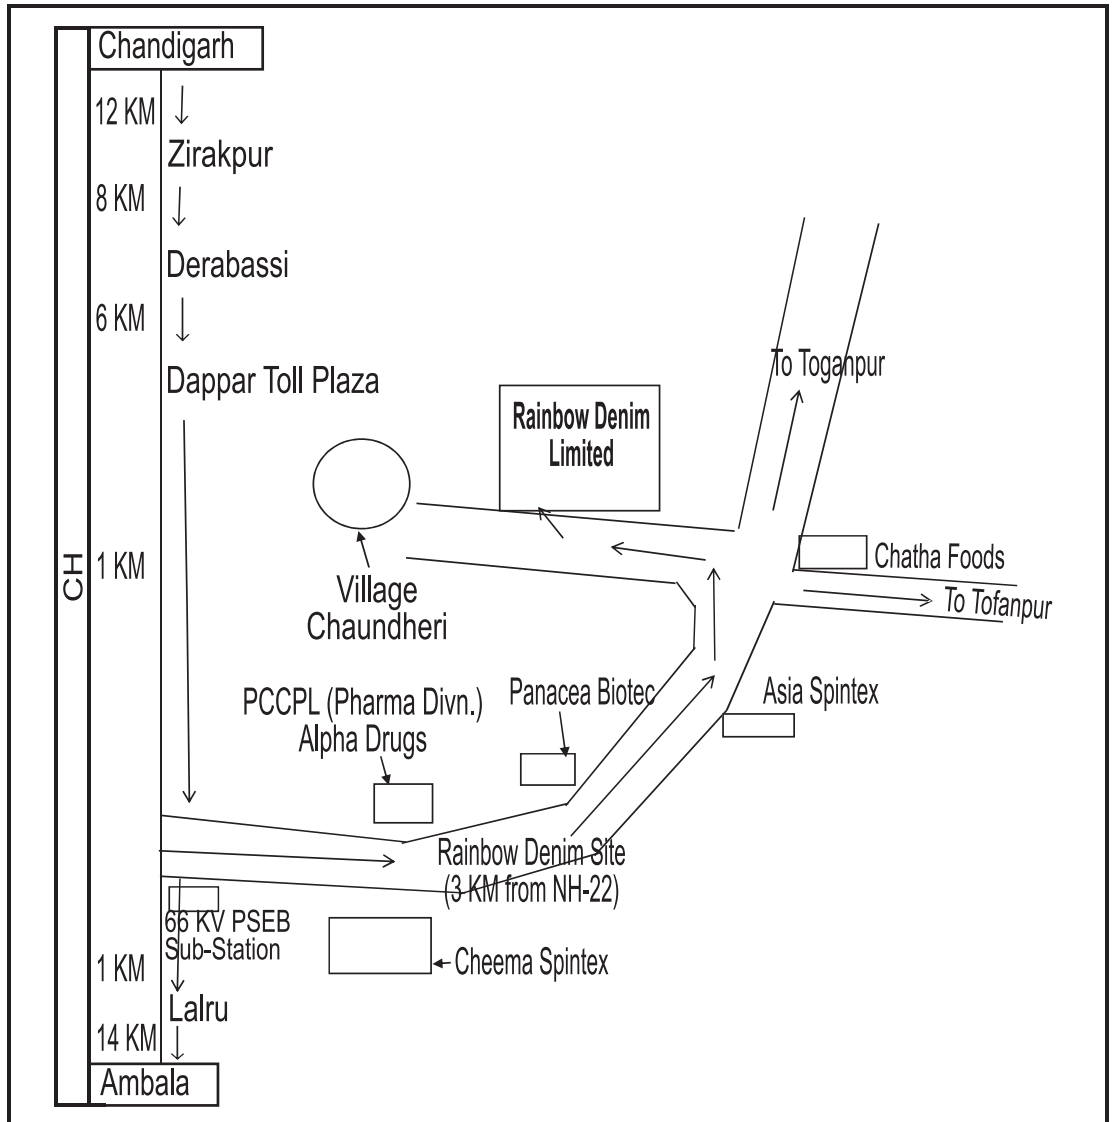 Chandigarh
12 KM
Zirakpur
8 KM
Derabassi
6 KM
Dappar Toll Plaza
To Toganpur
Rainbow Denim
Limited
CH
1 KM
Chatha Foods
Village
Chaundheri
To Tofanpur
PCCPL (Pharma Divn.)
Alpha Drugs
Panacea Biotec
Asia Spintex
Rainbow Denim Site
(3 KM from NH-22)
66 KV PSEB
Sub-Station
Cheema Spintex
1 KM
Lalru
14 KM
Ambala